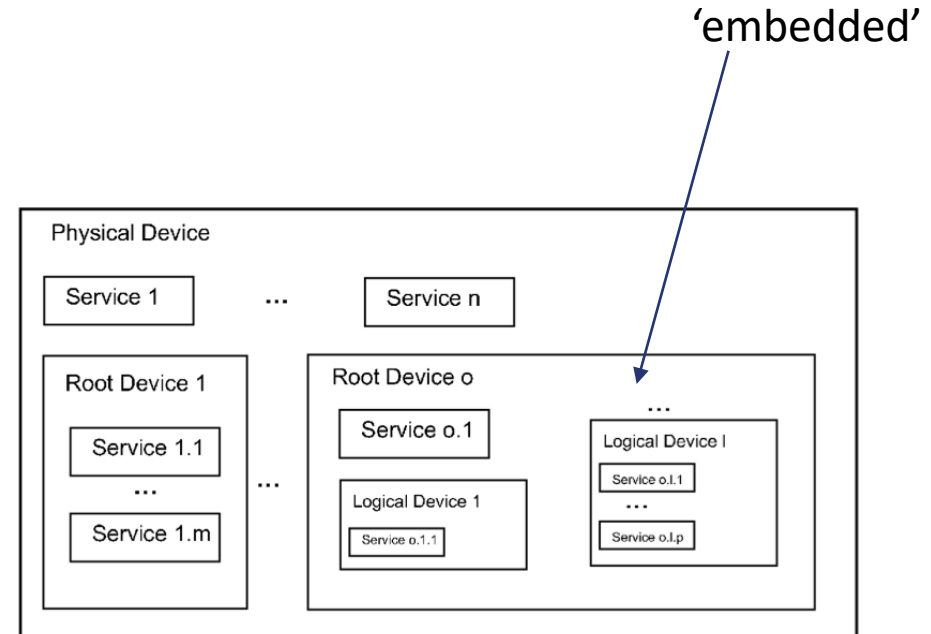 ‘embedded’
Physical Device
Service 1
...
Service n
Root Device 1
Service 1.1
...
Service 1.m
...
Root Device o
Service o.1
Logical Device 1
Service o.1.1
...
Logical Device l
Service o.l.1
...
Service o.l.p